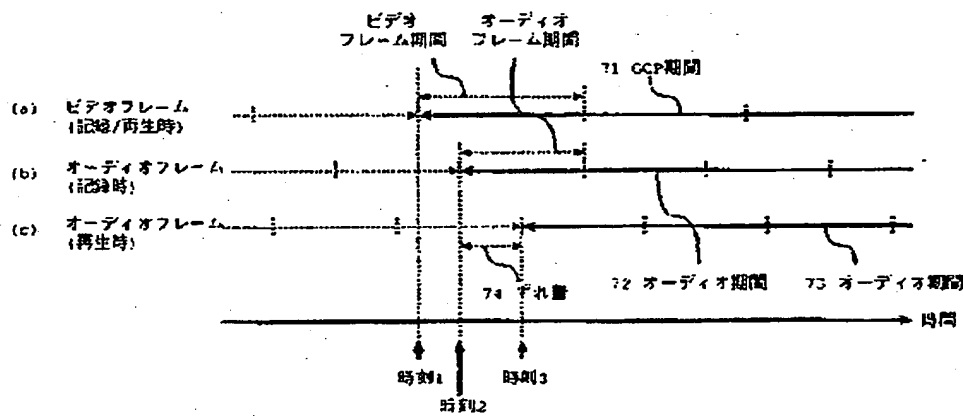 ビデオ
フレーム期間
オーディオ
フレーム期間
71 GCP期間
(a) ビデオフレーム
(記録/再生時)
(b) オーディオフレーム
(記録時)
(c) オーディオフレーム
(再生時)
74 ずれ量
72 オーディオ期間
73 オーディオ期間
時間
時刻1
時刻2
時刻3